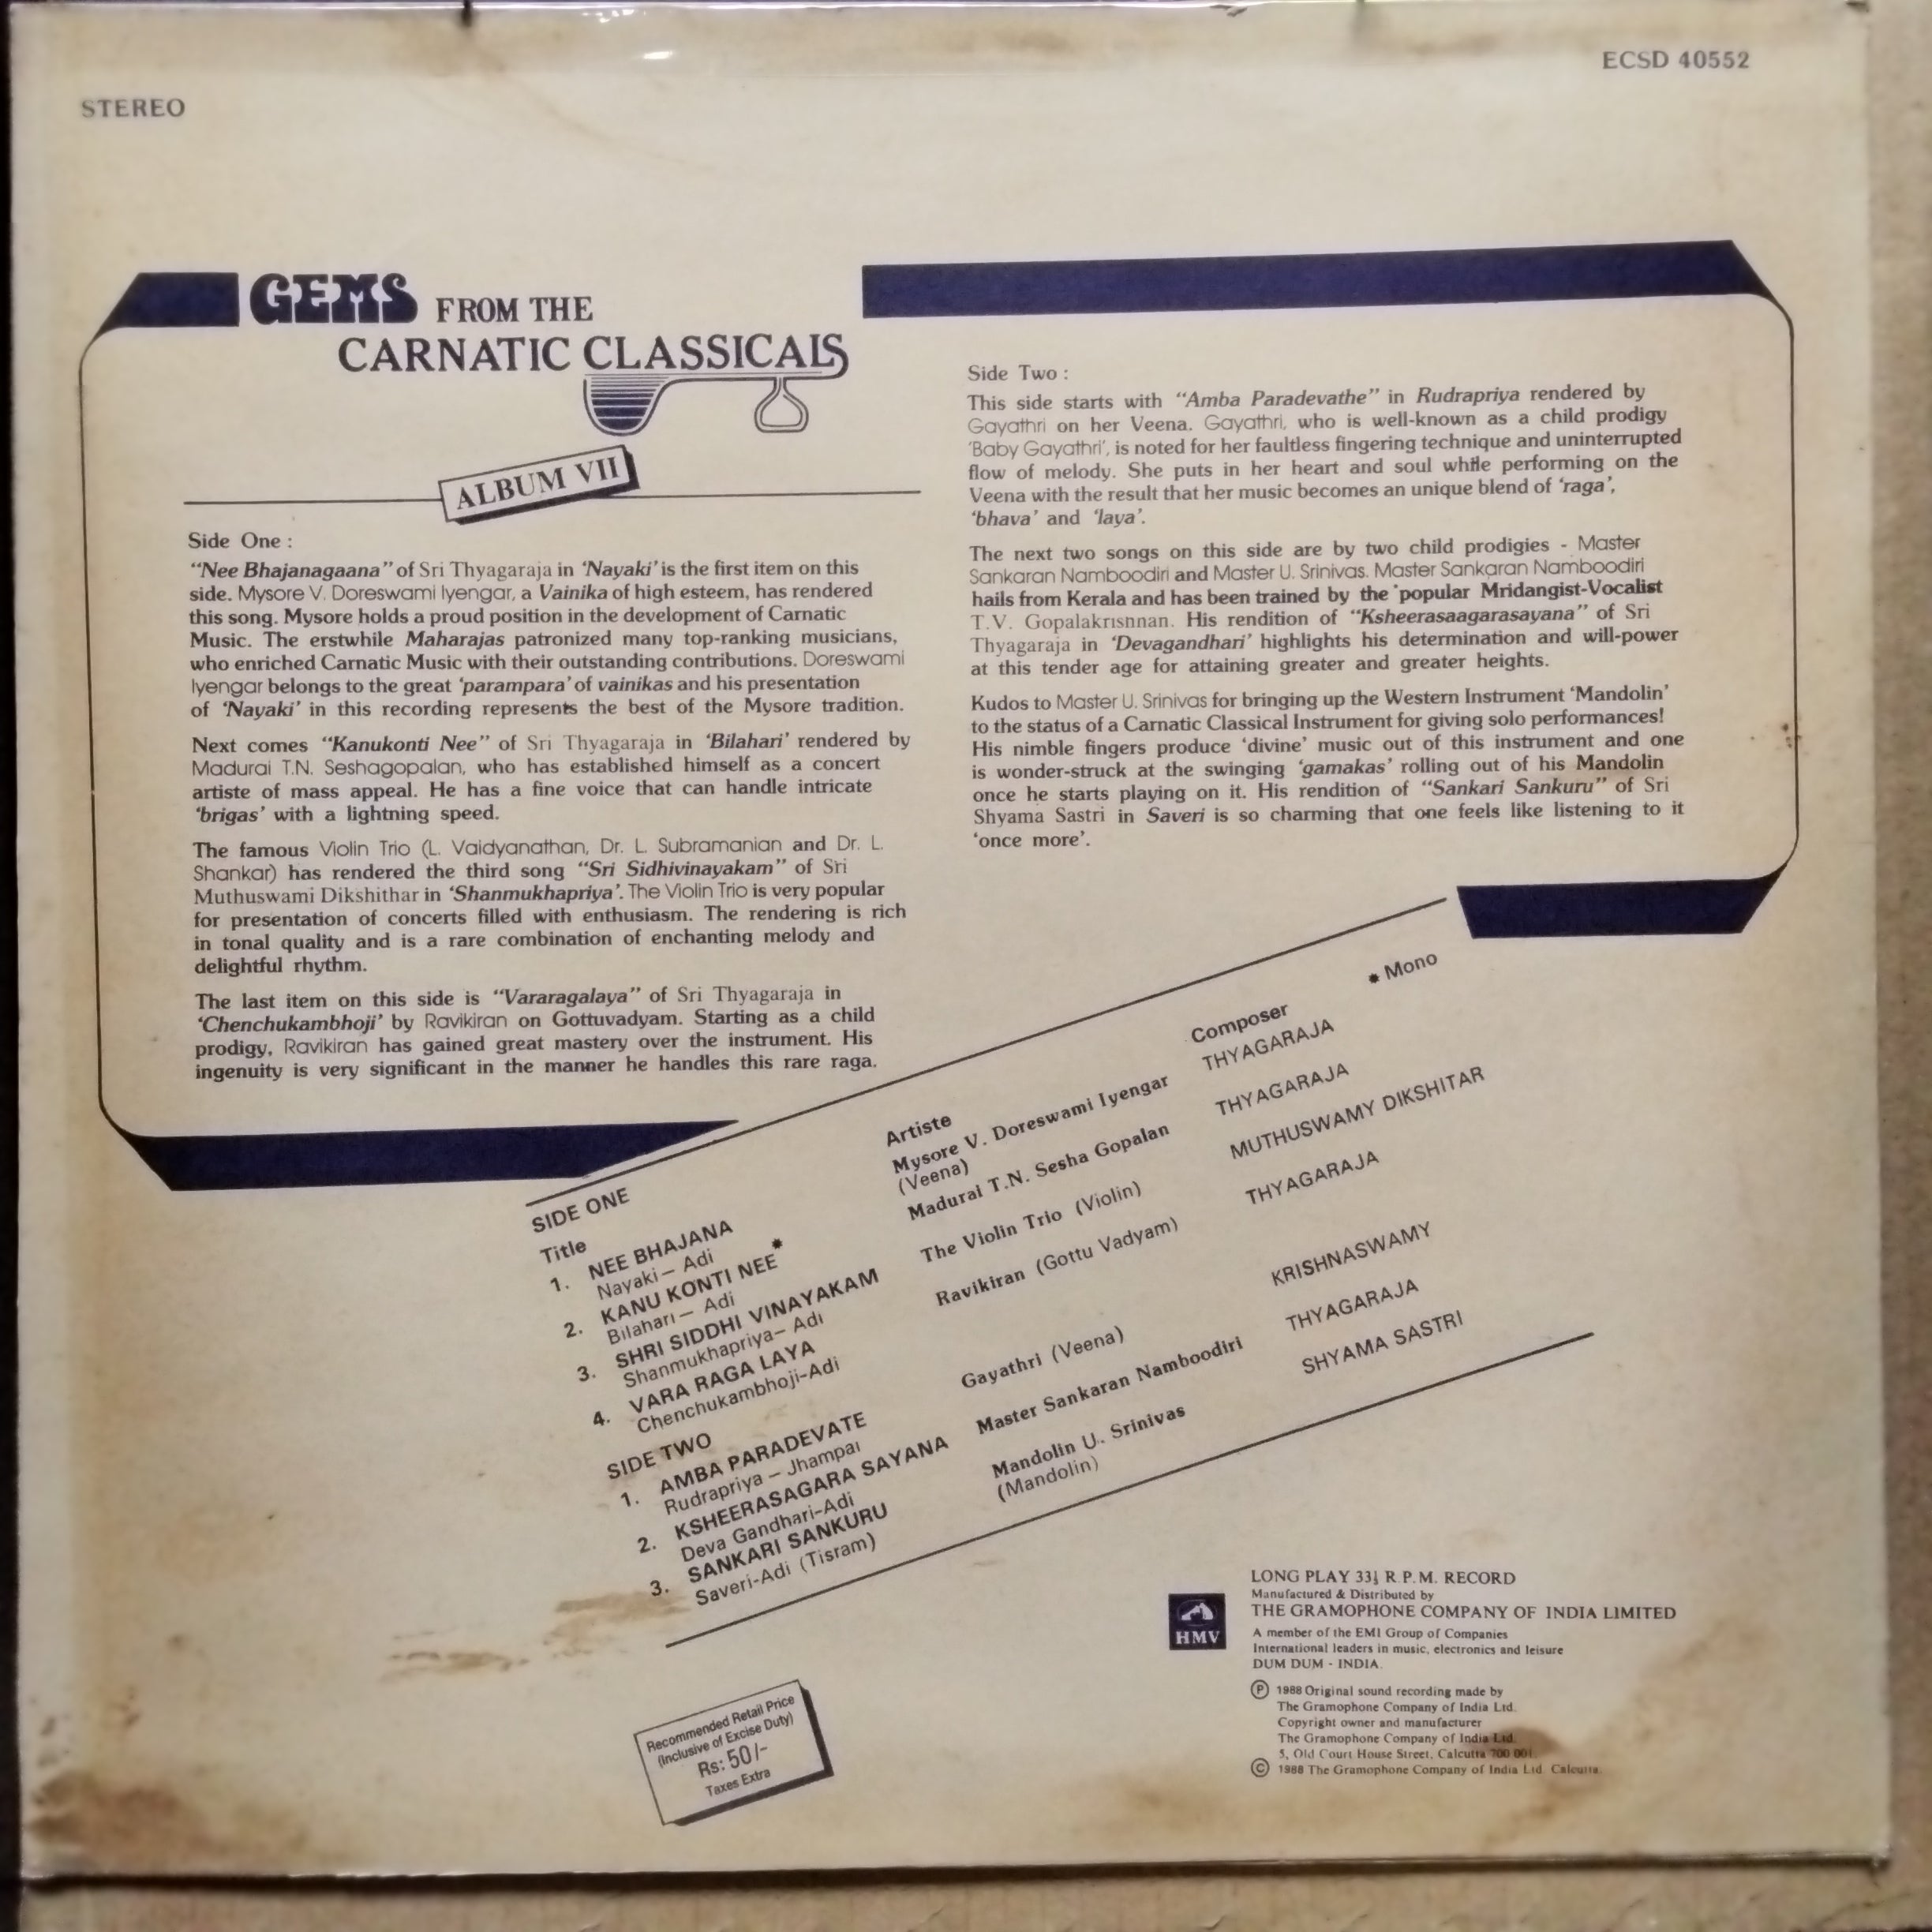 STEREO
ECSD 40552
GEMS FROM THE
CARNATIC CLASSICALS
ALBUM VII
Side One :
“Nee Bhajanagaana” of Sri Thyagaraja in ‘Nayaki’ is the first item on this
side. Mysore V. Doreswami Iyengar, a Vainika of high esteem, has rendered
this song. Mysore holds a proud position in the development of Carnatic
Music. The erstwhile Maharajas patronized many top-ranking musicians,
who enriched Carnatic Music with their outstanding contributions. Doreswami
Iyengar belongs to the great ‘parampara’ of vainikas and his presentation
of ‘Nayaki’ in this recording represents the best of the Mysore tradition.
Next comes “Kanukonti Nee” of Sri Thyagaraja in ‘Bilahari’ rendered by
Madurai T.N. Seshagopalan, who has established himself as a concert
artiste of mass appeal. He has a fine voice that can handle intricate
‘brigas’ with a lightning speed.
The famous Violin Trio (L. Vaidyanathan, Dr. L. Subramanian and Dr. L.
Shankar) has rendered the third song “Sri Sidhivinayakam” of Sri
Muthuswami Dikshithar in ‘Shanmukhapriya’. The Violin Trio is very popular
for presentation of concerts filled with enthusiasm. The rendering is rich
in tonal quality and is a rare combination of enchanting melody and
delightful rhythm.
The last item on this side is “Vararagalaya” of Sri Thyagaraja in
‘Chenchukambhoji’ by Ravikiran on Gottuvadyam. Starting as a child
prodigy, Ravikiran has gained great mastery over the instrument. His
ingenuity is very significant in the manner he handles this rare raga.
Side Two :
This side starts with “Amba Paradevathe” in Rudrapriya rendered by
Gayathri on her Veena. Gayathri, who is well-known as a child prodigy
‘Baby Gayathri’, is noted for her faultless fingering technique and uninterrupted
flow of melody. She puts in her heart and soul while performing on the
Veena with the result that her music becomes an unique blend of ‘raga’,
‘bhava’ and ‘laya’.
The next two songs on this side are by two child prodigies - Master
Sankaran Namboodiri and Master U. Srinivas. Master Sankaran Namboodiri
hails from Kerala and has been trained by the popular Mridangist-Vocalist
T.V. Gopalakrishnan. His rendition of “Ksheerasaagarasayana” of Sri
Thyagaraja in ‘Devagandhari’ highlights his determination and will-power
at this tender age for attaining greater and greater heights.
Kudos to Master U. Srinivas for bringing up the Western Instrument ‘Mandolin’
to the status of a Carnatic Classical Instrument for giving solo performances!
His nimble fingers produce ‘divine’ music out of this instrument and one
is wonder-struck at the swinging ‘gamakas’ rolling out of his Mandolin
once he starts playing on it. His rendition of “Sankari Sankuru” of Sri
Shyama Sastri in Saveri is so charming that one feels like listening to it
‘once more’.
* Mono
SIDE ONE
Title Artiste Composer
1. NEE BHAJANA Mysore V. Doreswami Iyengar THYAGARAJA
Nayaki – Adi (Veena)
2. KANU KONTI NEE * Madurai T.N. Sesha Gopalan THYAGARAJA
Bilahari – Adi
3. SHRI SIDDHI VINAYAKAM The Violin Trio (Violin) MUTHUSWAMY DIKSHITAR
Shanmukhapriya – Adi
4. VARA RAGA LAYA Ravikiran (Gottu Vadyam) THYAGARAJA
Chenchukambhoji-Adi
SIDE TWO
1. AMBA PARADEVATE Gayathri (Veena) KRISHNASWAMY
Rudrapriya – Jhampai
2. KSHEERASAGARA SAYANA Master Sankaran Namboodiri THYAGARAJA
Deva Gandhari-Adi
3. SANKARI SANKURU Mandolin U. Srinivas SHYAMA SASTRI
Saveri-Adi (Tisram) (Mandolin)
Recommended Retail Price
(Inclusive of Excise Duty)
Rs: 50/-
Taxes Extra
HMV
LONG PLAY 33⅓ R.P.M. RECORD
Manufactured & Distributed by
THE GRAMOPHONE COMPANY OF INDIA LIMITED
A member of the EMI Group of Companies
International leaders in music, electronics and leisure
DUM DUM - INDIA.
Ⓟ 1988 Original sound recording made by
The Gramophone Company of India Ltd.
Copyright owner and manufacturer
The Gramophone Company of India Ltd.
5, Old Court House Street, Calcutta 700 001.
© 1988 The Gramophone Company of India Ltd. Calcutta.